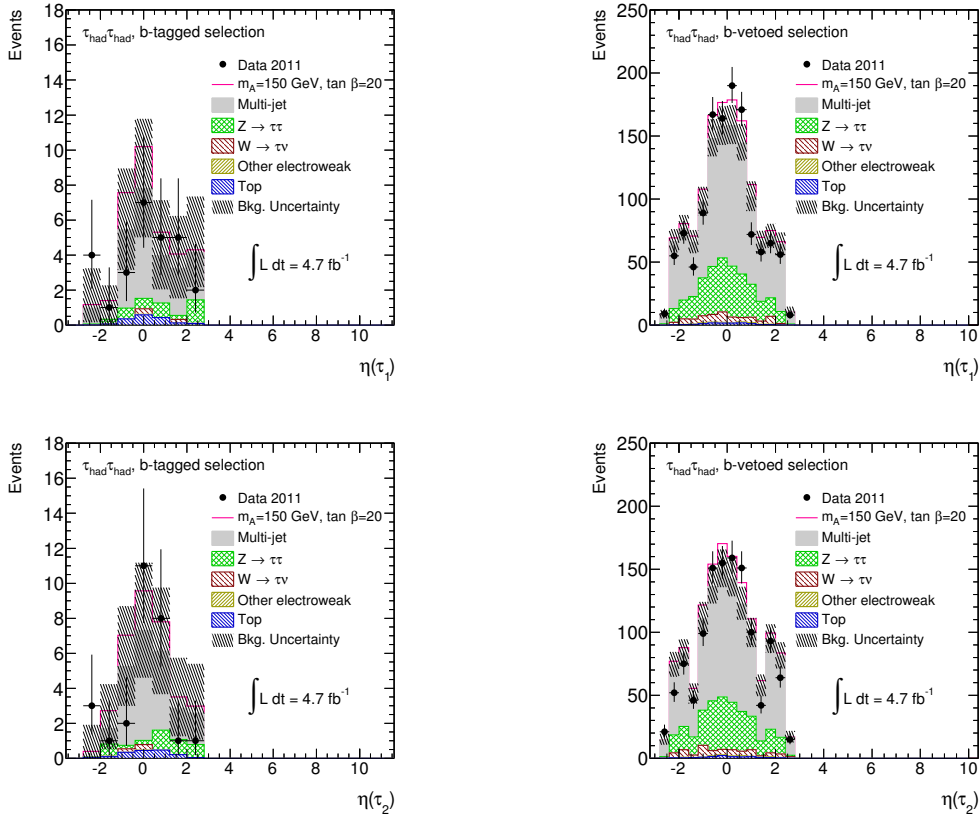 Events
18
16
14
12
10
8
6
4
2
0
τhadτhad, b-tagged selection
Data 2011
mA=150 GeV, tan β=20
Multi-jet
Z → ττ
W → τν
Other electroweak
Top
Bkg. Uncertainty
∫ L dt = 4.7 fb-1
-2 0 2 4 6 8 10
η(τ1)
Events
250
200
150
100
50
0
τhadτhad, b-vetoed selection
Data 2011
mA=150 GeV, tan β=20
Multi-jet
Z → ττ
W → τν
Other electroweak
Top
Bkg. Uncertainty
∫ L dt = 4.7 fb-1
-2 0 2 4 6 8 10
η(τ1)
Events
18
16
14
12
10
8
6
4
2
0
τhadτhad, b-tagged selection
Data 2011
mA=150 GeV, tan β=20
Multi-jet
Z → ττ
W → τν
Other electroweak
Top
Bkg. Uncertainty
∫ L dt = 4.7 fb-1
-2 0 2 4 6 8 10
η(τ2)
Events
250
200
150
100
50
0
τhadτhad, b-vetoed selection
Data 2011
mA=150 GeV, tan β=20
Multi-jet
Z → ττ
W → τν
Other electroweak
Top
Bkg. Uncertainty
∫ L dt = 4.7 fb-1
-2 0 2 4 6 8 10
η(τ2)